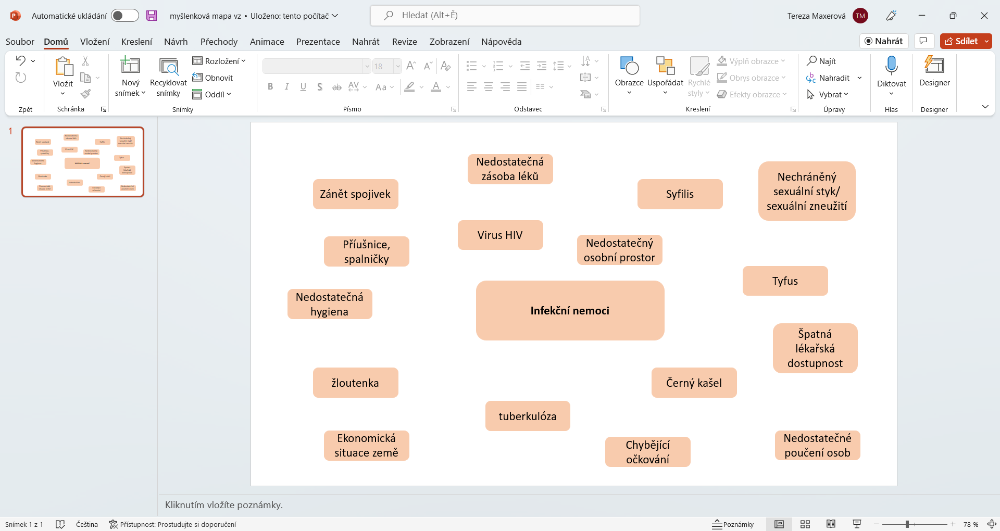 Automatické ukládání
myšlenková mapa vz • Uloženo: tento počítač
Hledat (Alt+Ě)
Tereza Maxerová
TM
Soubor
Domů
Vložení
Kreslení
Návrh
Přechody
Animace
Prezentace
Nahrát
Revize
Zobrazení
Nápověda
Nahrát
Sdílet
Zpět
Vložit
Schránka
Nový
snímek
Recyklovat
snímky
Rozložení
Obnovit
Oddíl
Snímky
18
Písmo
Odstavec
Obrazce
Uspořádat
Rychlé
styly
Výplň obrazce
Obrys obrazce
Efekty obrazce
Kreslení
Najít
Nahradit
Vybrat
Úpravy
Diktovat
Hlas
Designer
Designer
1
Nedostatečná
zásoba léků
Zánět spojivek
Syfilis
Nechráněný
sexuální styk/
sexuální zneužití
Virus HIV
Příušnice,
spalničky
Nedostatečný
osobní prostor
Tyfus
Nedostatečná
hygiena
Infekční nemoci
Špatná
lékařská
dostupnost
žloutenka
Černý kašel
tuberkulóza
Ekonomická
situace země
Chybějící
očkování
Nedostatečné
poučení osob
Kliknutím vložíte poznámky.
Snímek 1 z 1
Čeština
Přístupnost: Prostudujte si doporučení
Poznámky
78 %